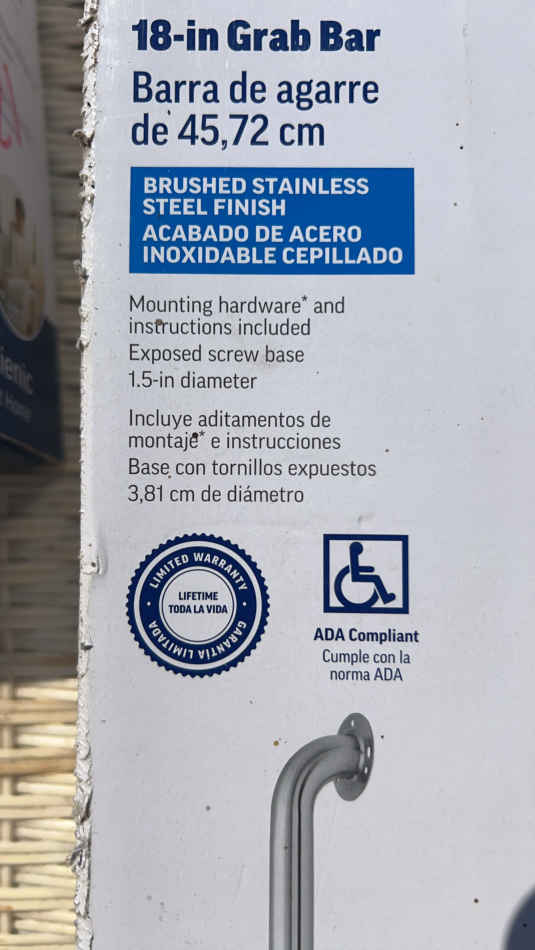 18-in Grab Bar
Barra de agarre
de 45,72 cm
BRUSHED STAINLESS
STEEL FINISH
ACABADO DE ACERO
INOXIDABLE CEPILLADO
Mounting hardware* and
instructions included
Exposed screw base
1.5-in diameter
Incluye aditamentos de
montaje* e instrucciones
Base con tornillos expuestos
3,81 cm de diámetro
LIMITED WARRANTY
LIFETIME
TODA LA VIDA
GARANTÍA LIMITADA
ADA Compliant
Cumple con la
norma ADA